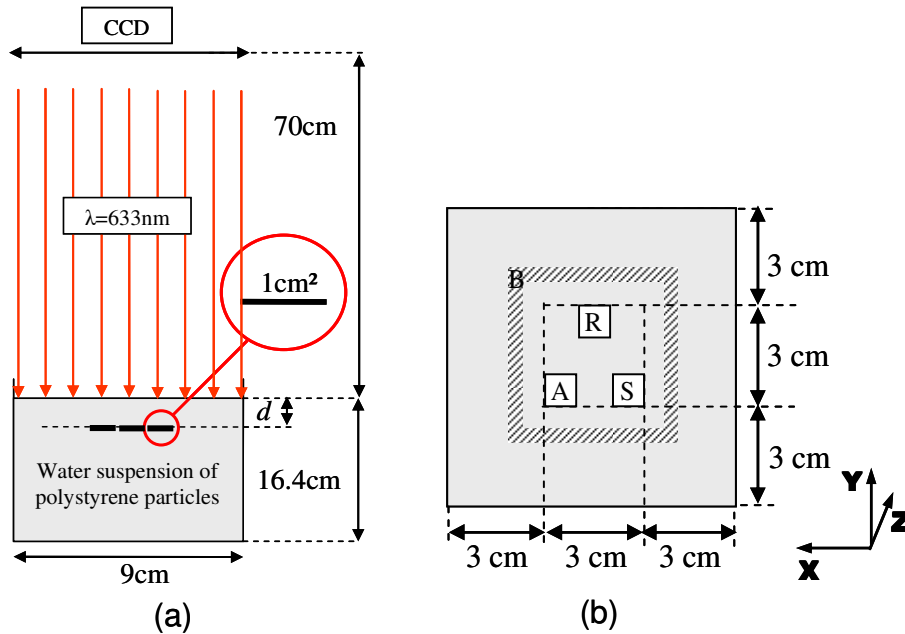 CCD
70cm
λ=633nm
1cm²
d
Water suspension of
polystyrene particles
16.4cm
9cm
(a)
B
R
A
S
3 cm
3 cm
3 cm
3 cm
3 cm
3 cm
Y
Z
X
(b)